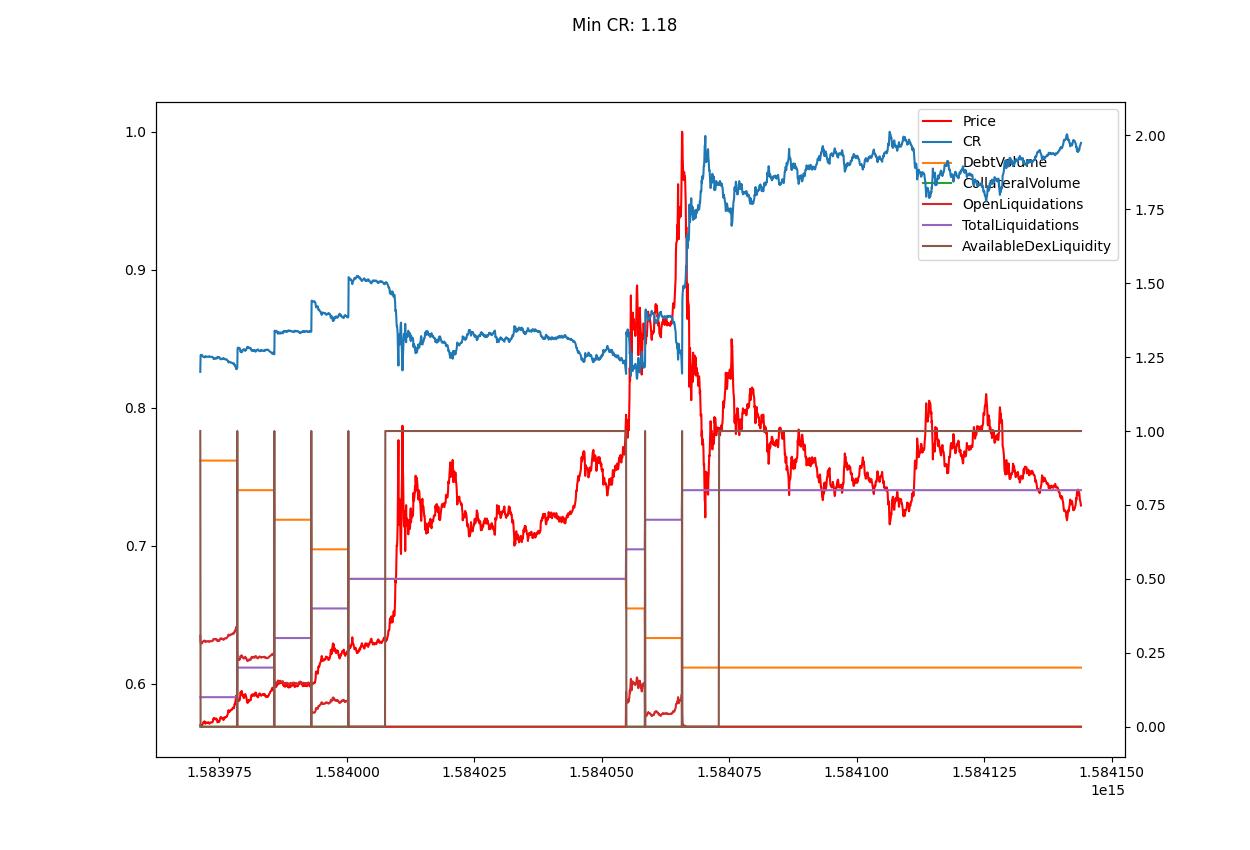 Min CR: 1.18
1.0
0.9
0.8
0.7
0.6
2.00
1.75
1.50
1.25
1.00
0.75
0.50
0.25
0.00
Price
CR
DebtVolume
CollateralVolume
OpenLiquidations
TotalLiquidations
AvailableDexLiquidity
1.583975 1.584000 1.584025 1.584050 1.584075 1.584100 1.584125 1.584150
1e15